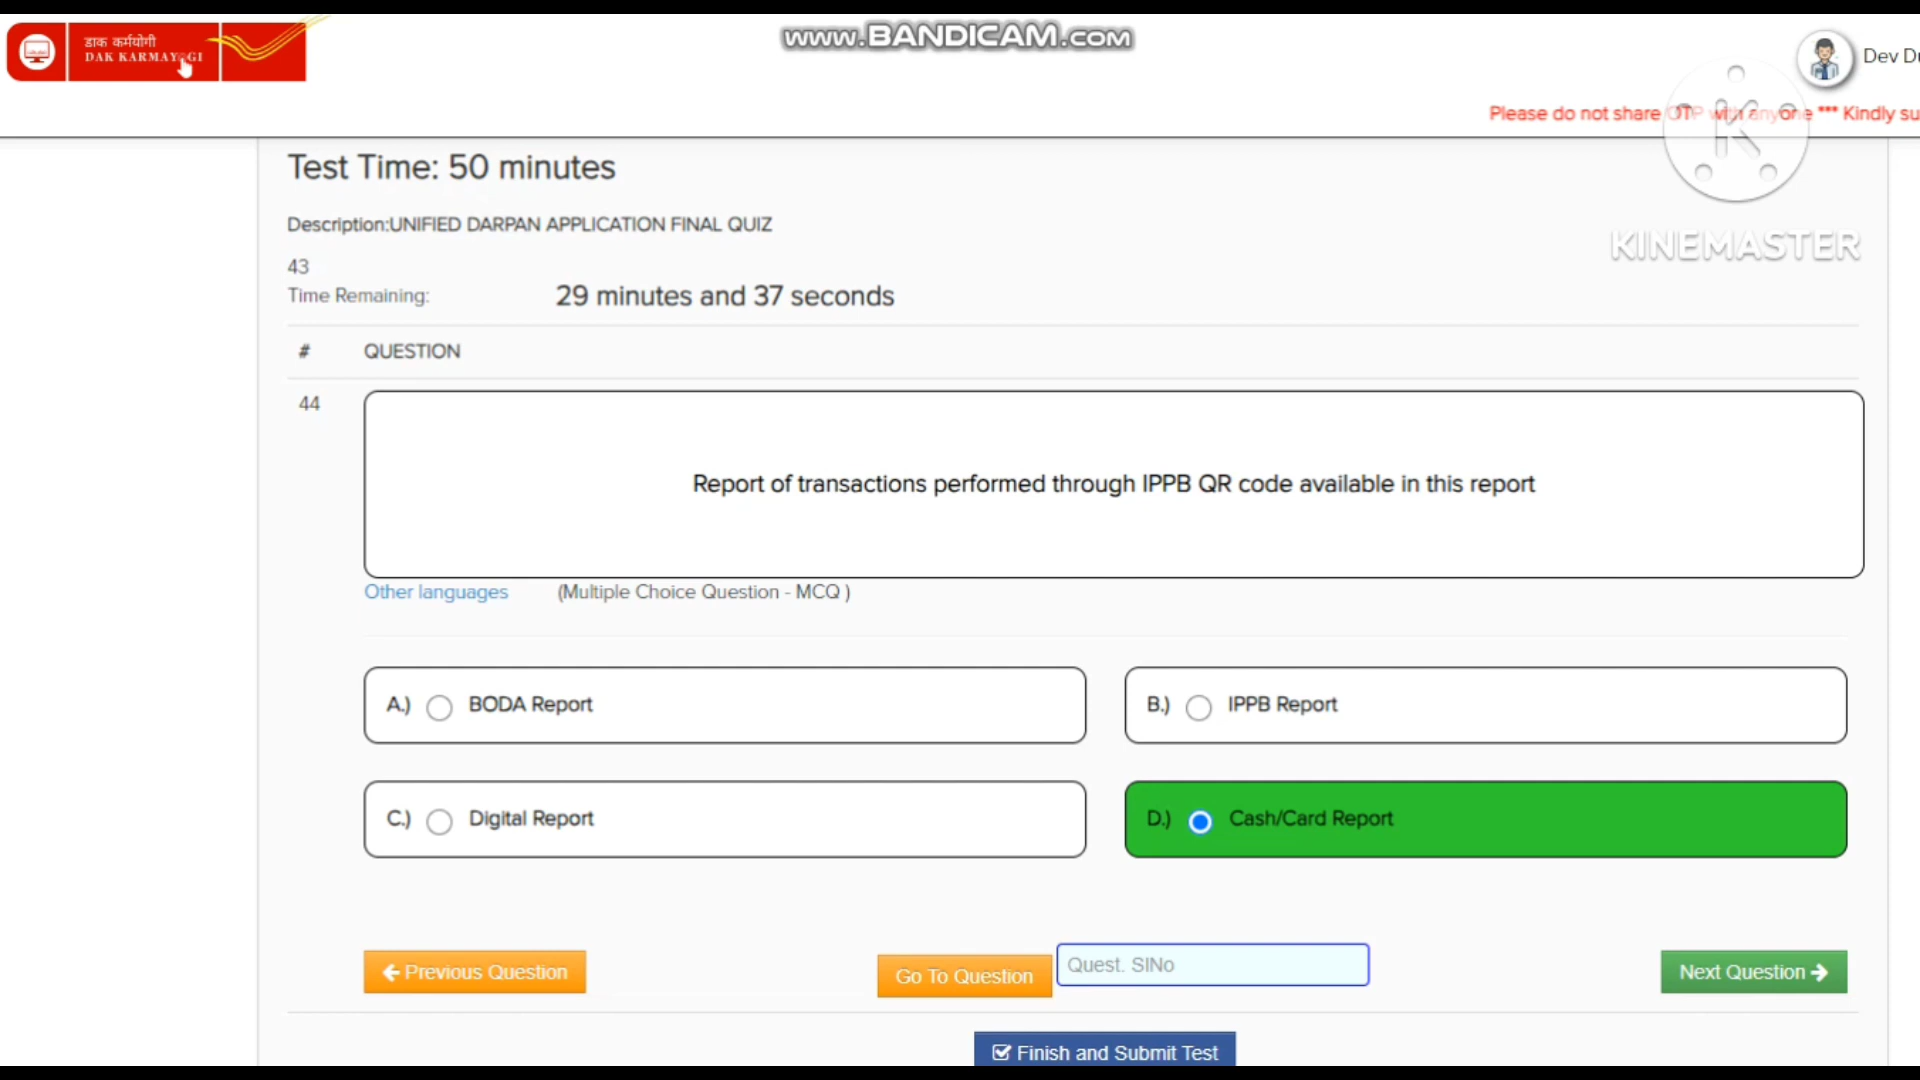 डाक कर्मयोगी
DAK KARMAYOGI
www.BANDICAM.com
Dev Du
Please do not share OTP with anyone *** Kindly su
K
KINEMASTER
Test Time: 50 minutes
Description:UNIFIED DARPAN APPLICATION FINAL QUIZ
43
Time Remaining: 29 minutes and 37 seconds
# QUESTION
44
Report of transactions performed through IPPB QR code available in this report
Other languages (Multiple Choice Question - MCQ )
A.) BODA Report
B.) IPPB Report
C.) Digital Report
D.) Cash/Card Report
Previous Question
Go To Question
Quest. SlNo
Next Question
Finish and Submit Test